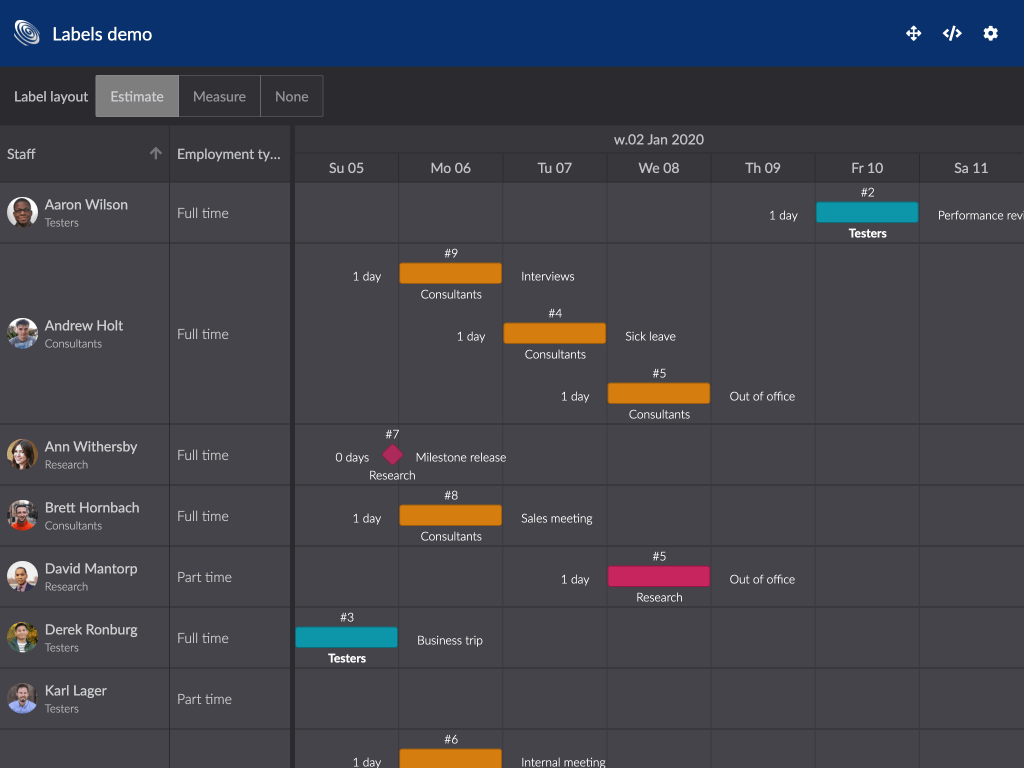 Labels demo
Label layout Estimate Measure None
Staff Employment ty... w.02 Jan 2020
Su 05 Mo 06 Tu 07 We 08 Th 09 Fr 10 Sa 11
#2
Aaron Wilson
Testers
Full time
1 day
Performance revi
Testers
#9
1 day Interviews
Consultants
#4
Andrew Holt
Consultants
Full time
1 day Sick leave
Consultants
#5
1 day Out of office
Consultants
#7
Ann Withersby
Research
Full time
0 days Milestone release
Research
#8
Brett Hornbach
Consultants
Full time
1 day Sales meeting
Consultants
#5
David Mantorp
Research
Part time
1 day Out of office
Research
#3
Derek Ronburg
Testers
Full time
Business trip
Testers
Karl Lager
Testers
Part time
#6
1 day Internal meeting